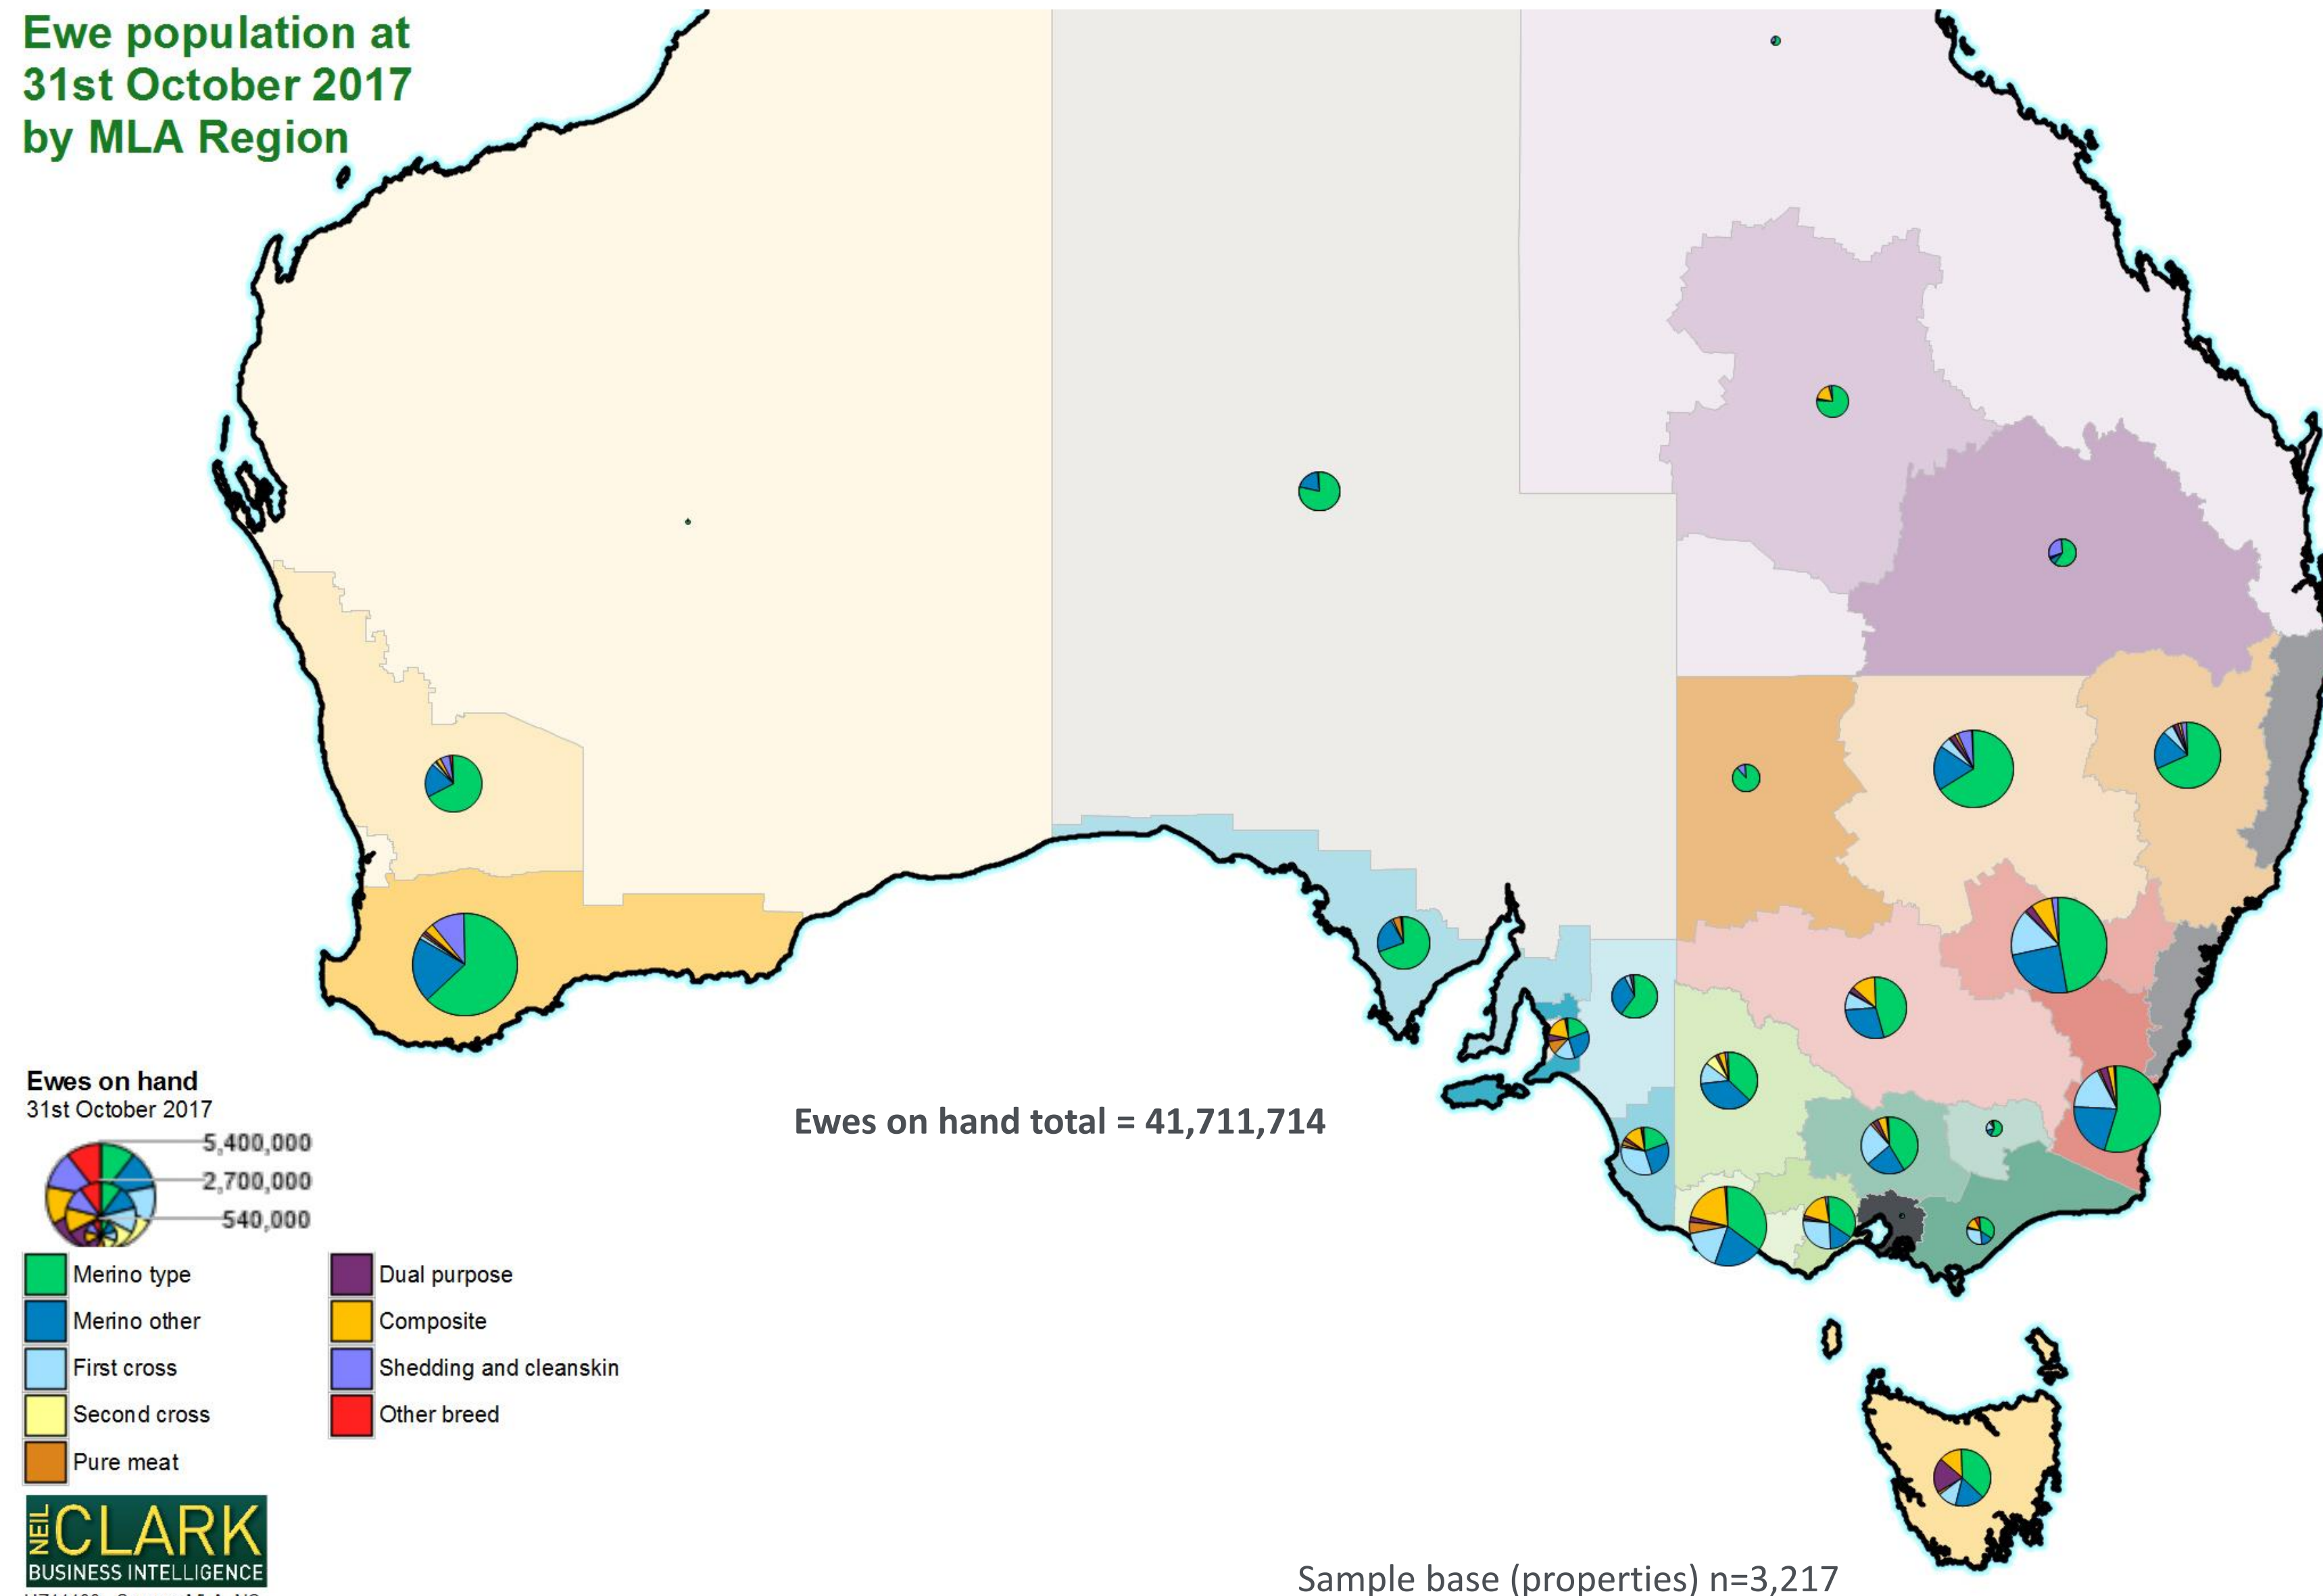 Ewe population at
31st October 2017
by MLA Region
Ewes on hand
31st October 2017
5,400,000
2,700,000
540,000
Merino type
Merino other
First cross
Second cross
Pure meat
Dual purpose
Composite
Shedding and cleanskin
Other breed
Ewes on hand total = 41,711,714
NEIL
CLARK
BUSINESS INTELLIGENCE
Sample base (properties) n=3,217